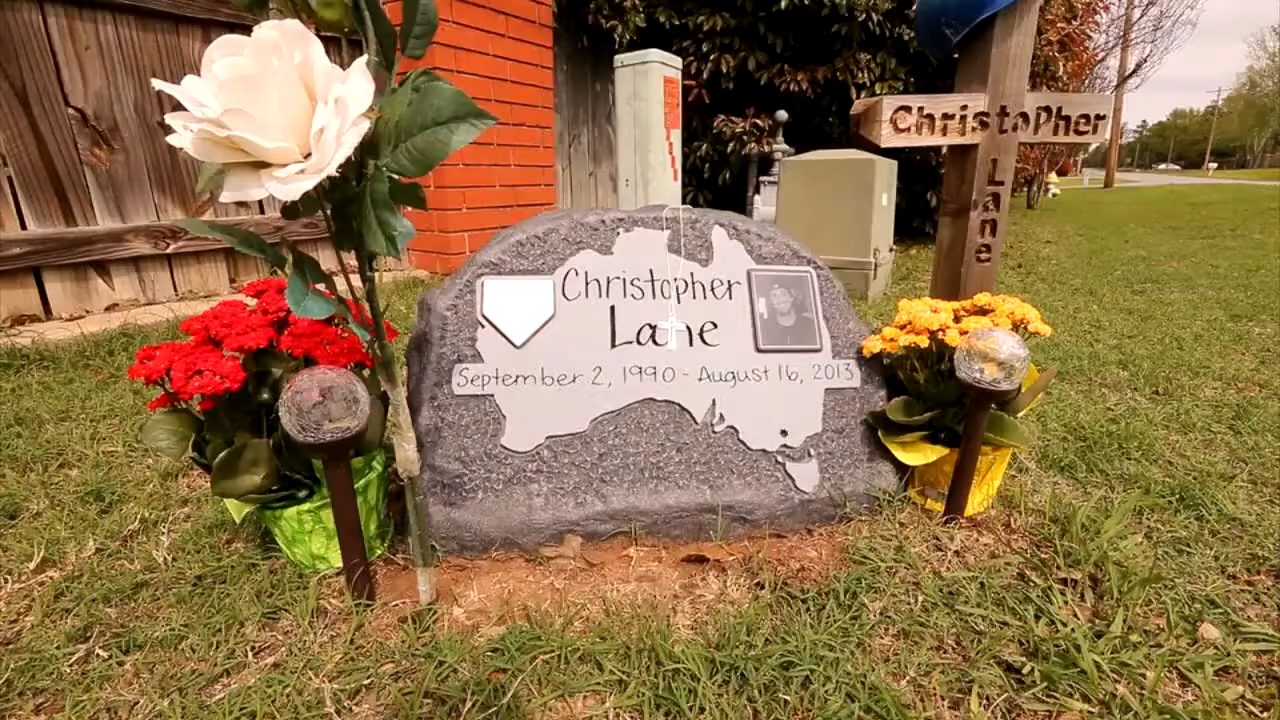 Christopher
Lane
September 2, 1990 - August 16, 2013
ChristoPher
Lane